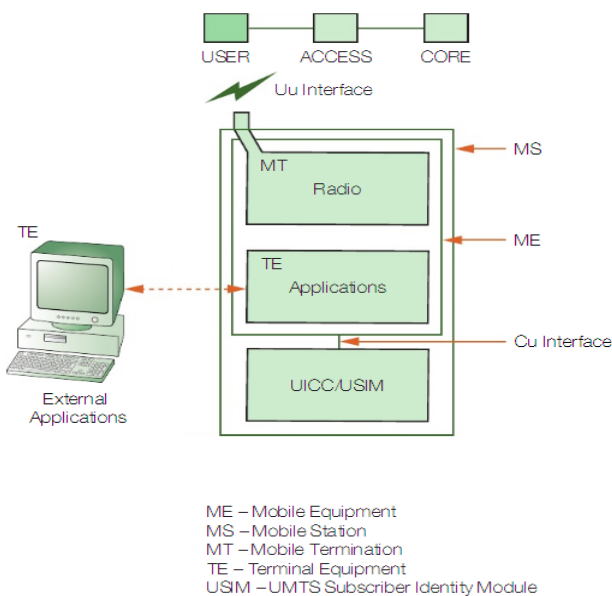 USER
ACCESS
CORE
Uu Interface
MT
Radio
MS
TE
ME
TE
Applications
Cu Interface
UICC/USIM
External
Applications
ME – Mobile Equipment
MS – Mobile Station
MT – Mobile Termination
TE – Terminal Equipment
USIM – UMTS Subscriber Identity Module